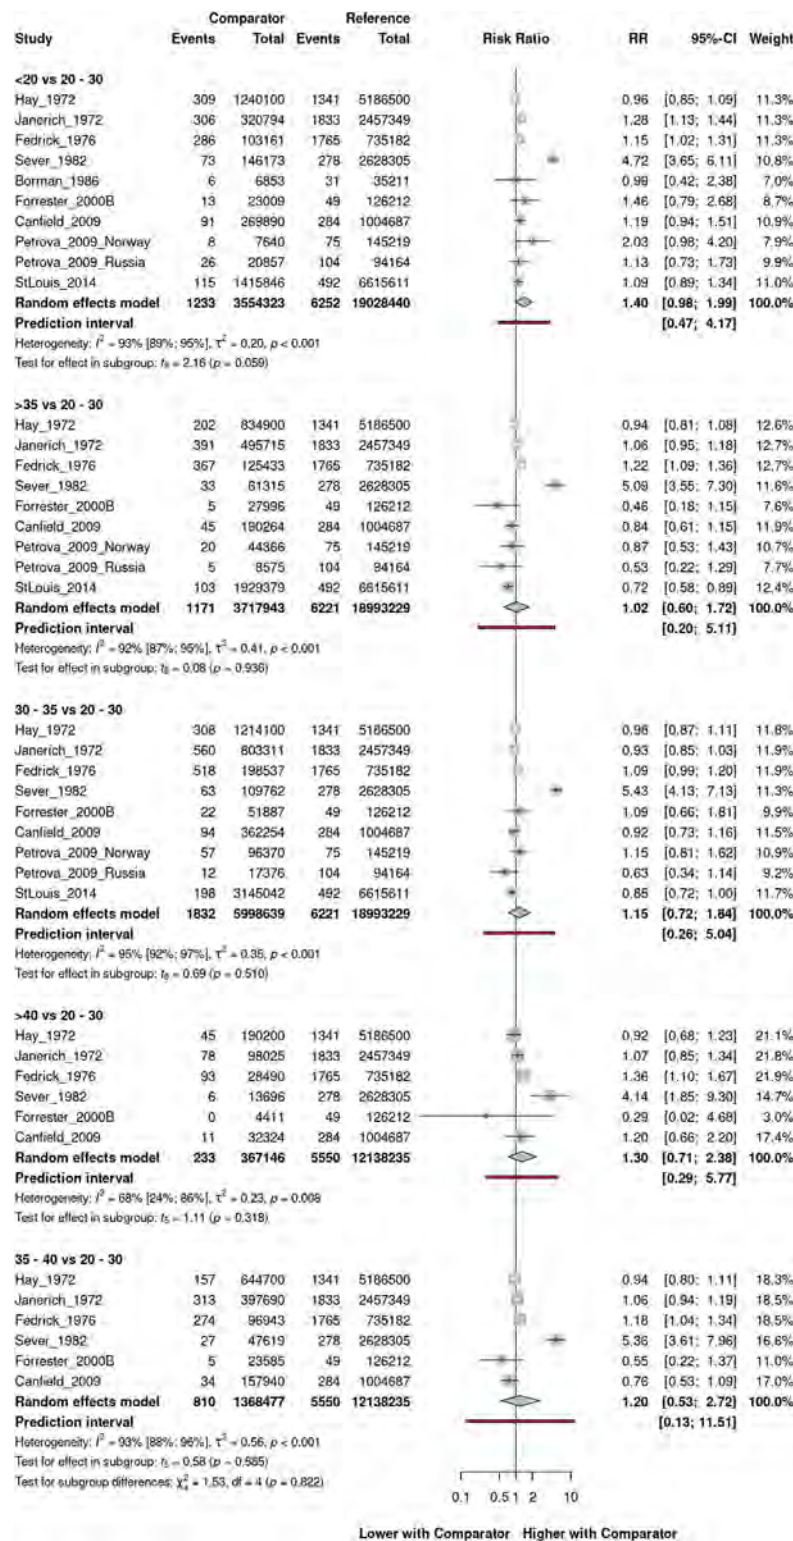 Comparator Reference
Study Events Total Events Total Risk Ratio RR 95%-CI Weight
<20 vs 20 - 30
Hay_1972 309 1240100 1341 5186500 0.96 [0.85; 1.09] 11.3%
Janerich_1972 306 320794 1833 2457349 1.28 [1.13; 1.44] 11.3%
Fedrick_1976 286 103161 1765 735182 1.15 [1.02; 1.31] 11.3%
Sever_1982 73 146173 278 2628305 4.72 [3.65; 6.11] 10.8%
Borman_1986 6 6853 31 35211 0.99 [0.42; 2.38] 7.0%
Forrester_2000B 13 23009 49 126212 1.46 [0.79; 2.68] 8.7%
Canfield_2009 91 269890 284 1004687 1.19 [0.94; 1.51] 10.9%
Petrova_2009_Norway 8 7640 75 145219 2.03 [0.98; 4.20] 7.9%
Petrova_2009_Russia 26 20857 104 94164 1.13 [0.73; 1.73] 9.9%
StLouis_2014 115 1415846 492 6615611 1.09 [0.89; 1.34] 11.0%
Random effects model 1233 3554323 6252 19028440 1.40 [0.98; 1.99] 100.0%
Prediction interval [0.47; 4.17]
Heterogeneity: I² = 93% [89%; 95%], τ² = 0.20, p < 0.001
Test for effect in subgroup: t₉ = 2.16 (p = 0.059)
>35 vs 20 - 30
Hay_1972 202 834900 1341 5186500 0.94 [0.81; 1.08] 12.6%
Janerich_1972 391 495715 1833 2457349 1.06 [0.95; 1.18] 12.7%
Fedrick_1976 367 125433 1765 735182 1.22 [1.09; 1.36] 12.7%
Sever_1982 33 61315 278 2628305 5.09 [3.55; 7.30] 11.6%
Forrester_2000B 5 27996 49 126212 0.46 [0.18; 1.15] 7.6%
Canfield_2009 45 190264 284 1004687 0.84 [0.61; 1.15] 11.9%
Petrova_2009_Norway 20 44366 75 145219 0.87 [0.53; 1.43] 10.7%
Petrova_2009_Russia 5 8575 104 94164 0.53 [0.22; 1.29] 7.7%
StLouis_2014 103 1929379 492 6615611 0.72 [0.58; 0.89] 12.4%
Random effects model 1171 3717943 6221 18993229 1.02 [0.60; 1.72] 100.0%
Prediction interval [0.20; 5.11]
Heterogeneity: I² = 92% [87%; 95%], τ² = 0.41, p < 0.001
Test for effect in subgroup: t₈ = 0.08 (p = 0.936)
30 - 35 vs 20 - 30
Hay_1972 308 1214100 1341 5186500 0.98 [0.87; 1.11] 11.8%
Janerich_1972 560 803311 1833 2457349 0.93 [0.85; 1.03] 11.9%
Fedrick_1976 518 198537 1765 735182 1.09 [0.99; 1.20] 11.9%
Sever_1982 63 109762 278 2628305 5.43 [4.13; 7.13] 11.3%
Forrester_2000B 22 51887 49 126212 1.09 [0.66; 1.81] 9.9%
Canfield_2009 94 362254 284 1004687 0.92 [0.73; 1.16] 11.5%
Petrova_2009_Norway 57 96370 75 145219 1.15 [0.81; 1.62] 10.9%
Petrova_2009_Russia 12 17376 104 94164 0.63 [0.34; 1.14] 9.2%
StLouis_2014 198 3145042 492 6615611 0.85 [0.72; 1.00] 11.7%
Random effects model 1832 5998639 6221 18993229 1.15 [0.72; 1.84] 100.0%
Prediction interval [0.26; 5.04]
Heterogeneity: I² = 95% [92%; 97%], τ² = 0.35, p < 0.001
Test for effect in subgroup: t₈ = 0.69 (p = 0.510)
>40 vs 20 - 30
Hay_1972 45 190200 1341 5186500 0.92 [0.68; 1.23] 21.1%
Janerich_1972 78 98025 1833 2457349 1.07 [0.85; 1.34] 21.8%
Fedrick_1976 93 28490 1765 735182 1.36 [1.10; 1.67] 21.9%
Sever_1982 6 13696 278 2628305 4.14 [1.85; 9.30] 14.7%
Forrester_2000B 0 4411 49 126212 0.29 [0.02; 4.68] 3.0%
Canfield_2009 11 32324 284 1004687 1.20 [0.66; 2.20] 17.4%
Random effects model 233 367146 5550 12138235 1.30 [0.71; 2.38] 100.0%
Prediction interval [0.29; 5.77]
Heterogeneity: I² = 68% [24%; 86%], τ² = 0.23, p = 0.008
Test for effect in subgroup: t₅ = 1.11 (p = 0.318)
35 - 40 vs 20 - 30
Hay_1972 157 644700 1341 5186500 0.94 [0.80; 1.11] 18.3%
Janerich_1972 313 397690 1833 2457349 1.06 [0.94; 1.19] 18.5%
Fedrick_1976 274 96943 1765 735182 1.18 [1.04; 1.34] 18.5%
Sever_1982 27 47619 278 2628305 5.36 [3.61; 7.96] 16.6%
Forrester_2000B 5 23585 49 126212 0.55 [0.22; 1.37] 11.0%
Canfield_2009 34 157940 284 1004687 0.76 [0.53; 1.09] 17.0%
Random effects model 810 1368477 5550 12138235 1.20 [0.53; 2.72] 100.0%
Prediction interval [0.13; 11.51]
Heterogeneity: I² = 93% [88%; 96%], τ² = 0.56, p < 0.001
Test for effect in subgroup: t₅ = 0.58 (p = 0.585)
Test for subgroup differences: χ²₄ = 1.53, df = 4 (p = 0.822)
0.1 0.5 1 2 10
Lower with Comparator Higher with Comparator